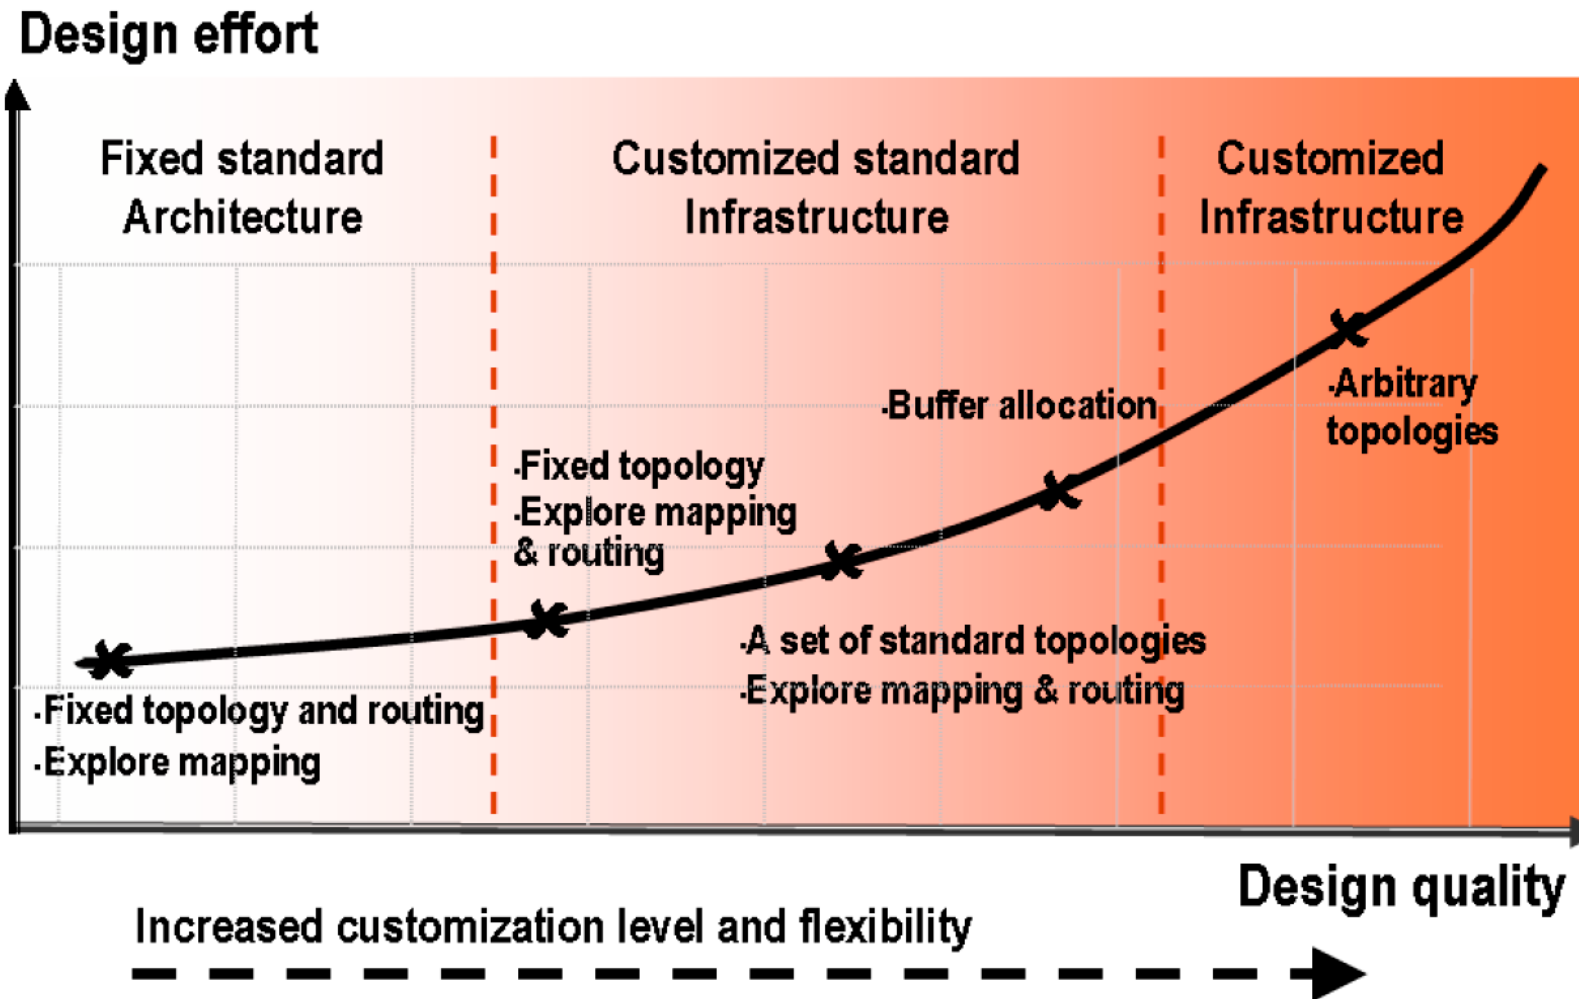 Design effort
Fixed standard
Architecture
Customized standard
Infrastructure
Customized
Infrastructure
·Arbitrary
topologies
·Buffer allocation
·Fixed topology
·Explore mapping
& routing
·A set of standard topologies
·Explore mapping & routing
·Fixed topology and routing
·Explore mapping
Design quality
Increased customization level and flexibility